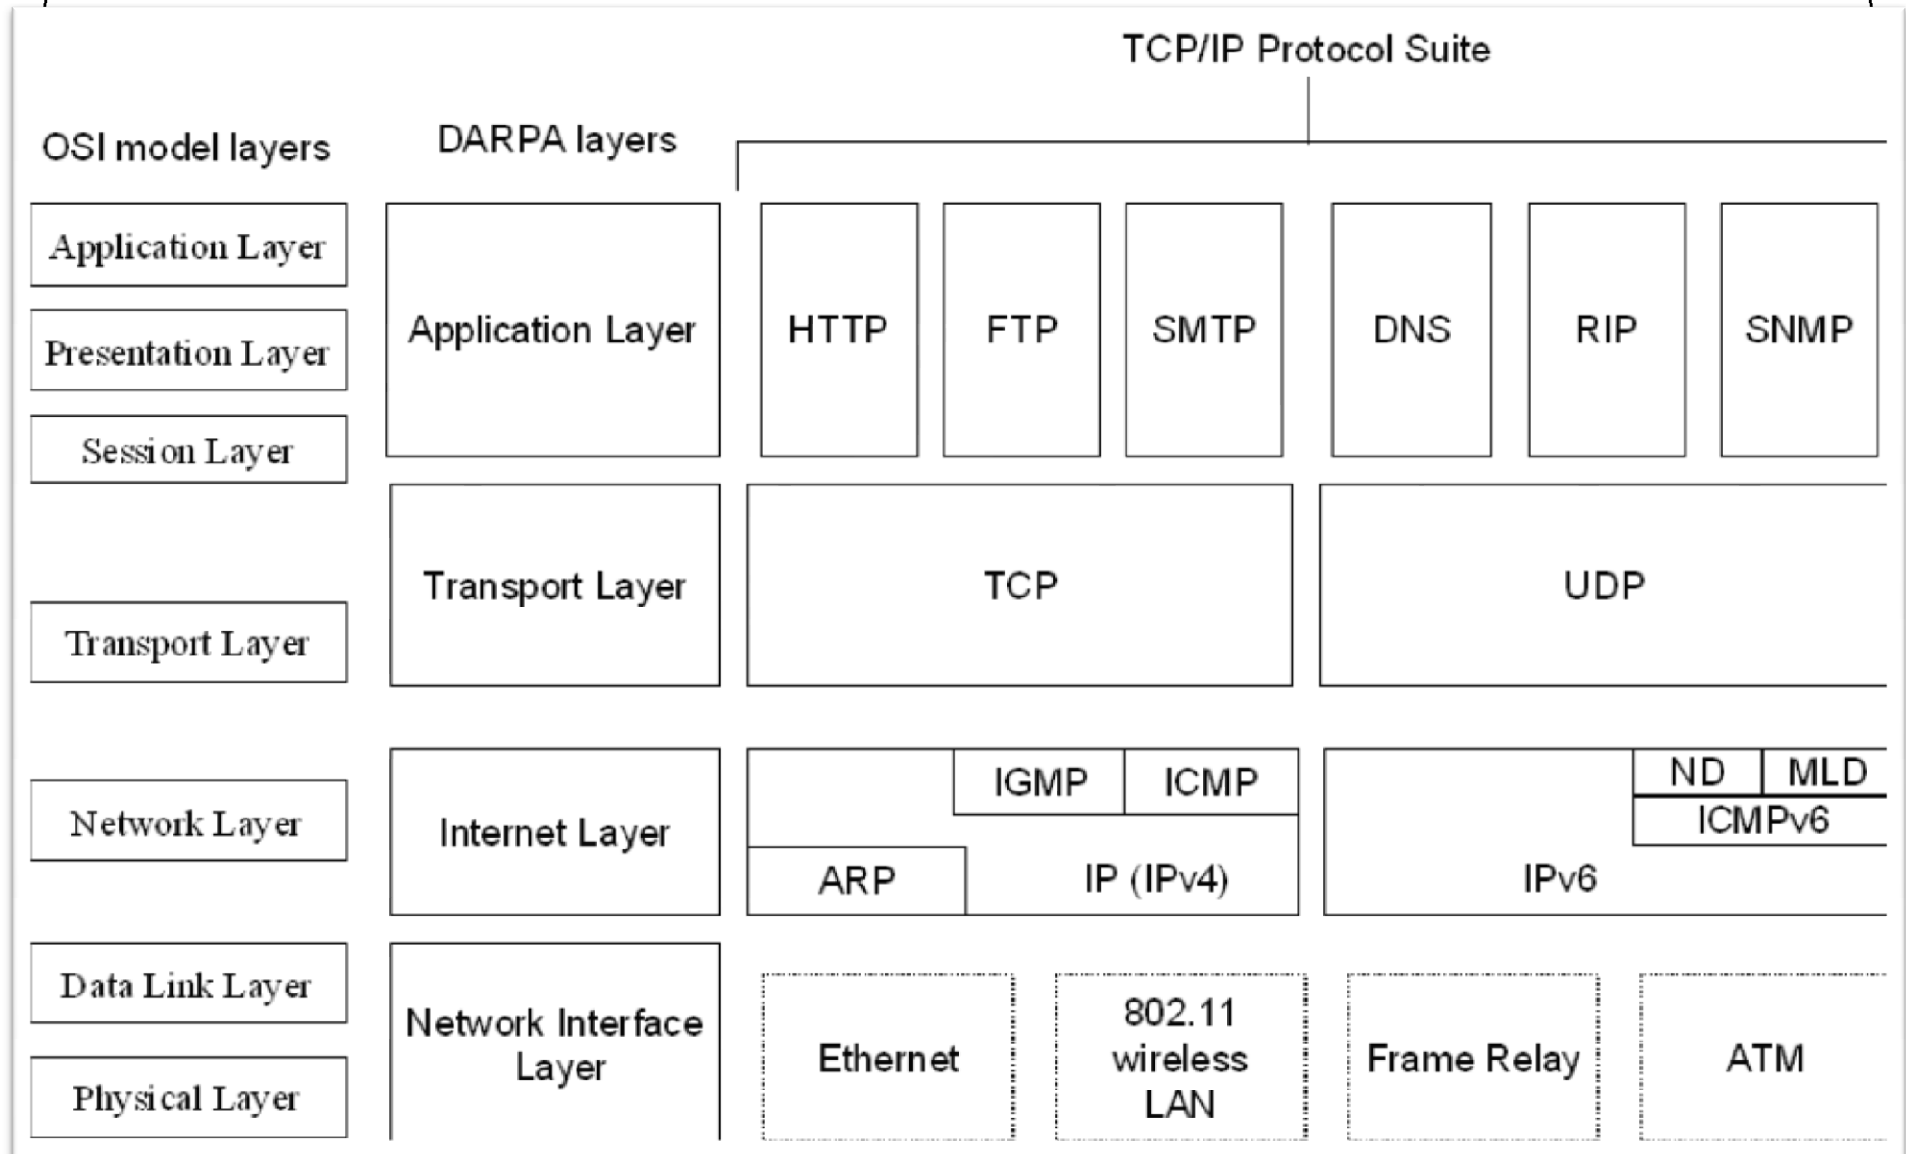 TCP/IP Protocol Suite
OSI model layers
DARPA layers
Application Layer
Presentation Layer
Session Layer
Application Layer
HTTP
FTP
SMTP
DNS
RIP
SNMP
Transport Layer
Transport Layer
TCP
UDP
Network Layer
Internet Layer
IGMP
ICMP
ARP
IP (IPv4)
ND
MLD
ICMPv6
IPv6
Data Link Layer
Physical Layer
Network Interface
Layer
Ethernet
802.11
wireless
LAN
Frame Relay
ATM